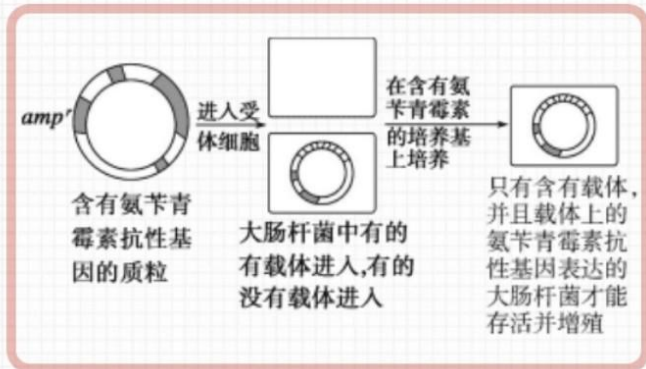 ampʳ
含有氨苄青
霉素抗性基
因的质粒
进入受
体细胞
大肠杆菌中有的
有载体进入,有的
没有载体进入
在含有氨
苄青霉素
的培养基
上培养
只有含有载体，
并且载体上的
氨苄青霉素抗
性基因表达的
大肠杆菌才能
存活并增殖